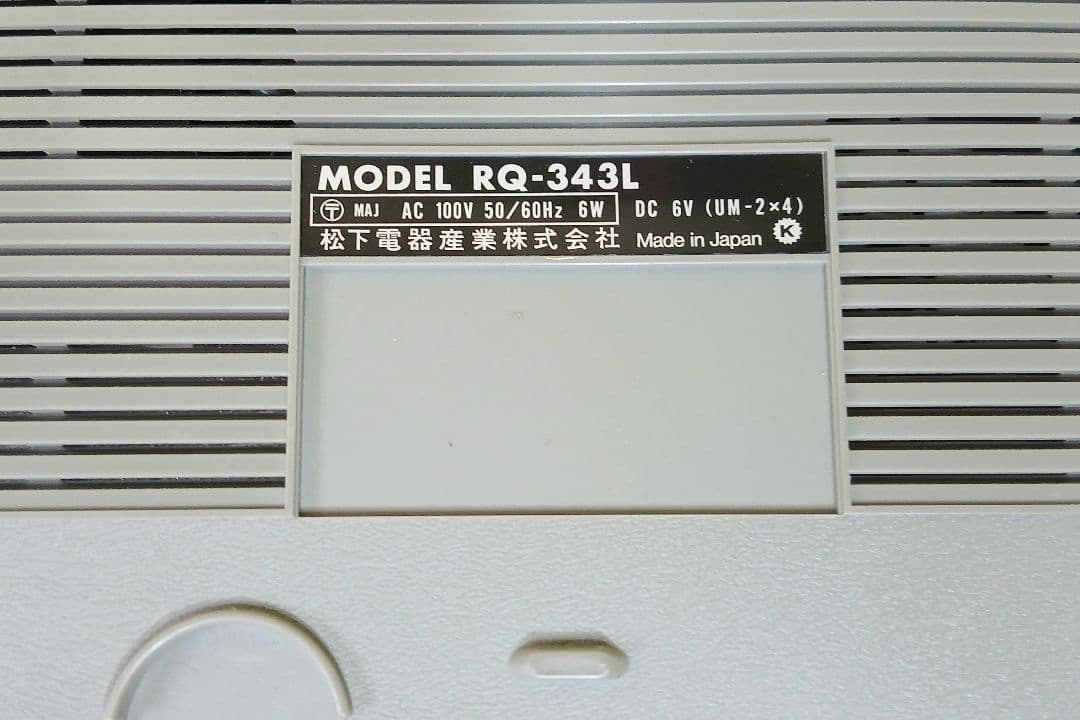 MODEL RQ-343L
〒 MAJ AC 100V 50/60Hz 6W DC 6V (UM-2×4)
松下電器産業株式会社 Made in Japan K